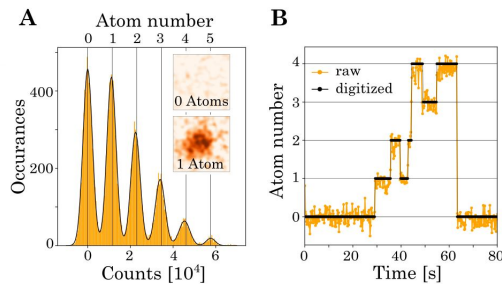 A
Atom number
0 1 2 3 4 5
Occurances
400
200
0
0 Atoms
1 Atom
0 2 4 6
Counts [10⁴]
B
raw
digitized
Atom number
4
3
2
1
0
0 20 40 60 80
Time [s]